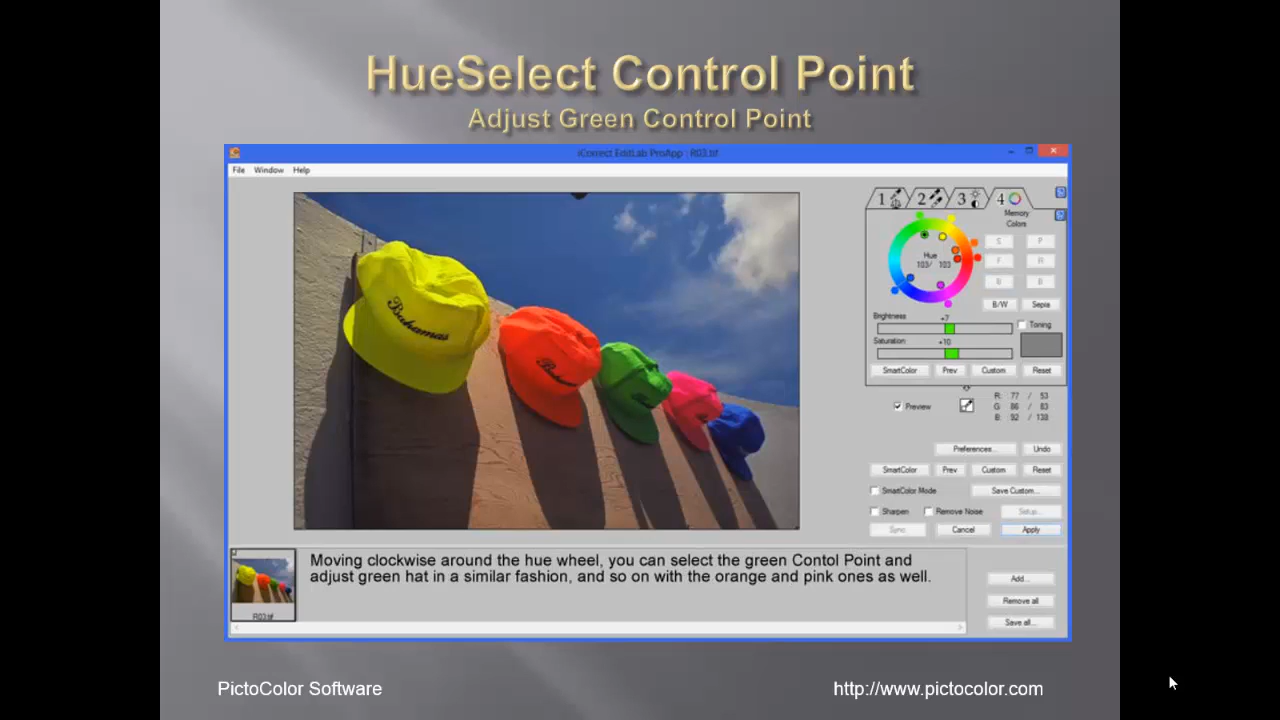 HueSelect Control Point
Adjust Green Control Point
iCorrect EditLab ProApp : R03.tif
File Window Help
1 2 3 4
Memory
Colors
S P
Hue
103/ 103
B/W Sepia
Brightness +7
Toning
Saturation: +10
SmartColor Prev Custom Reset
Preview
R: 77 / 53
G: 86 / 83
B: 92 / 138
Preferences... Undo
SmartColor Prev Custom Reset
SmartColor Mode Save Custom...
Sharpen Remove Noise Setup...
Sync Cancel Apply
Bahamas
Moving clockwise around the hue wheel, you can select the green Contol Point and
adjust green hat in a similar fashion, and so on with the orange and pink ones as well.
R03.tif
Add...
Remove all
Save all...
PictoColor Software
http://www.pictocolor.com